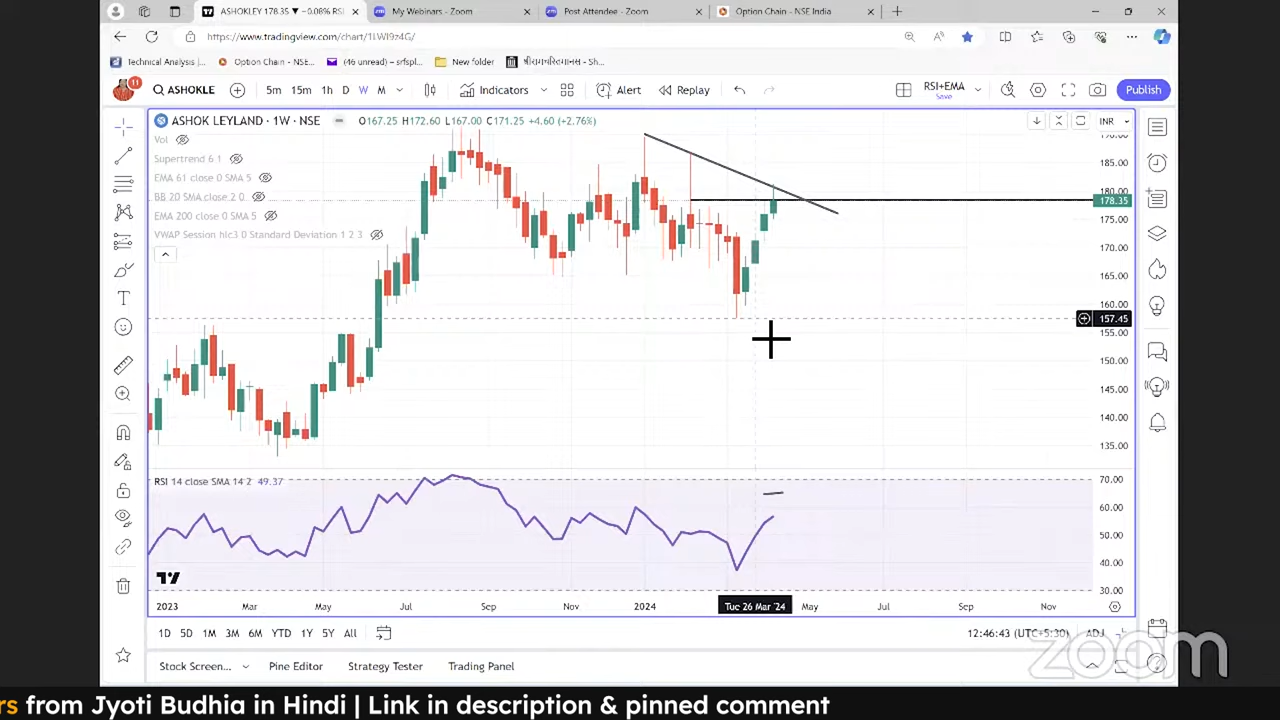 ASHOKLEY 178.35 ▼ −0.08% RSI
My Webinars - Zoom
Post Attendee - Zoom
Option Chain - NSE India
https://www.tradingview.com/chart/1LWI9z4G/
Technical Analysis |...
Option Chain - NSE...
(46 unread) - srfspl...
New folder
11
ASHOKLE
5m 15m 1h D W M
Indicators
Alert
Replay
RSI+EMA
Save
Publish
ASHOK LEYLAND · 1W · NSE
O167.25 H172.60 L167.00 C171.25 +4.60 (+2.76%)
INR
Vol
Supertrend 6 1
EMA 61 close 0 SMA 5
BB 20 SMA close 2 0
EMA 200 close 0 SMA 5
VWAP Session hlc3 0 Standard Deviation 1 2 3
190.00
185.00
180.00
178.35
175.00
170.00
165.00
160.00
157.45
155.00
150.00
145.00
140.00
135.00
RSI 14 close SMA 14 2 49.37
70.00
60.00
50.00
40.00
30.00
2023 Mar May Jul Sep Nov 2024 Tue 26 Mar '24 May Jul Sep Nov
1D 5D 1M 3M 6M YTD 1Y 5Y All
12:46:43 (UTC+5:30)
ADJ
Stock Screen...
Pine Editor
Strategy Tester
Trading Panel
zoom
rs from Jyoti Budhia in Hindi | Link in description & pinned comment